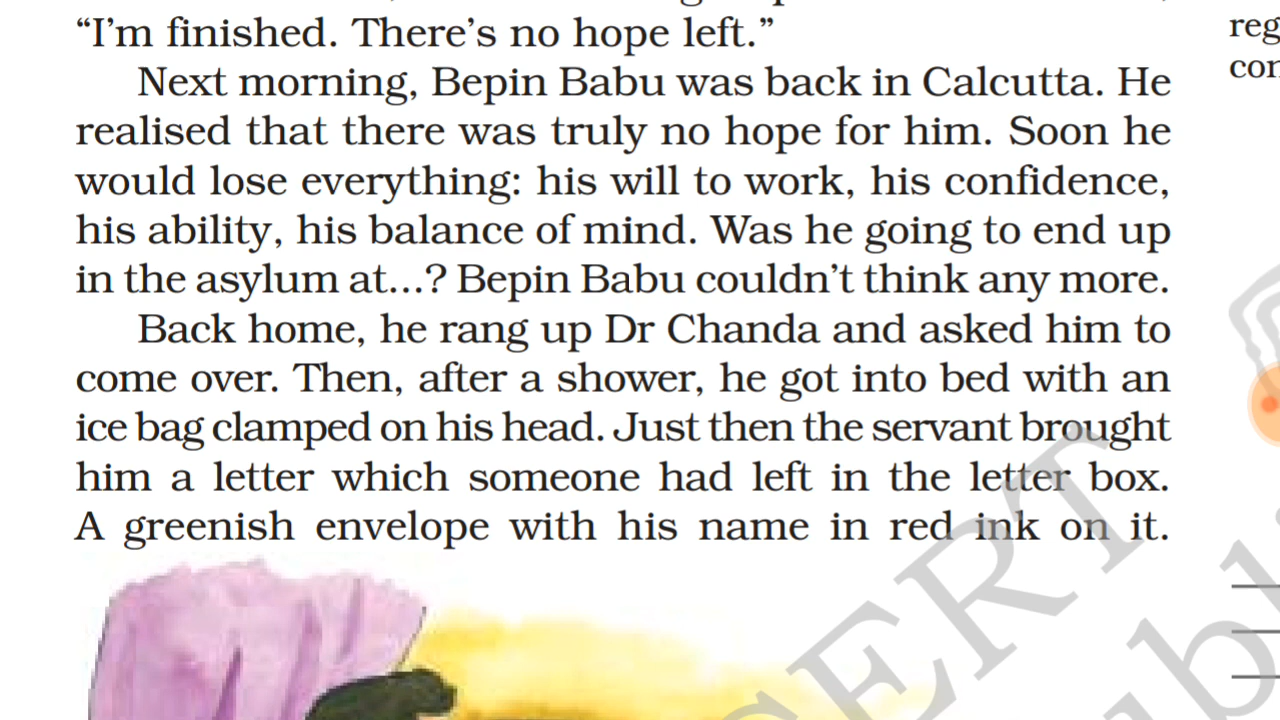 “I'm finished. There's no hope left.”
Next morning, Bepin Babu was back in Calcutta. He
realised that there was truly no hope for him. Soon he
would lose everything: his will to work, his confidence,
his ability, his balance of mind. Was he going to end up
in the asylum at...? Bepin Babu couldn't think any more.
Back home, he rang up Dr Chanda and asked him to
come over. Then, after a shower, he got into bed with an
ice bag clamped on his head. Just then the servant brought
him a letter which someone had left in the letter box.
A greenish envelope with his name in red ink on it.